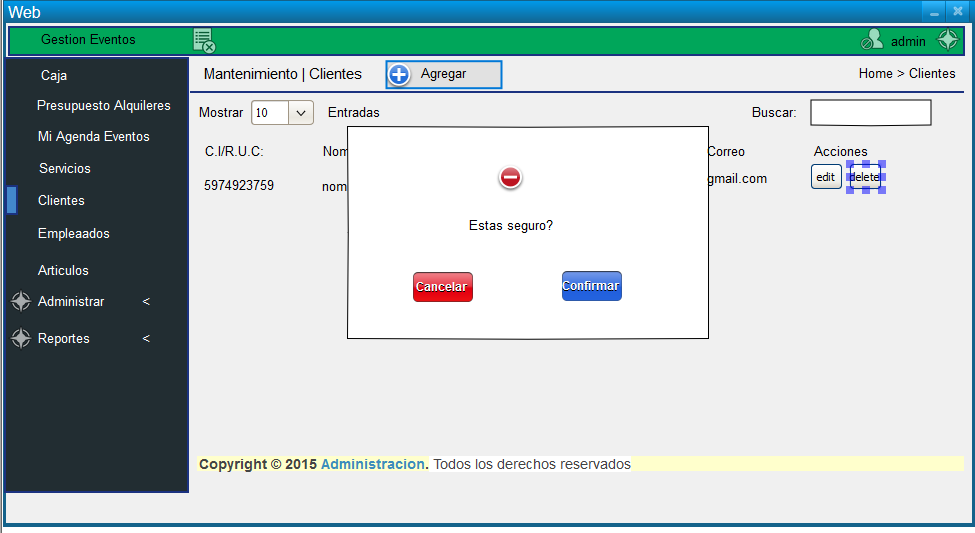 Web
Gestion Eventos
admin
Caja
Presupuesto Alquileres
Mi Agenda Eventos
Servicios
Clientes
Empleaados
Articulos
Administrar <
Reportes <
Mantenimiento | Clientes
Agregar
Home > Clientes
Mostrar 10 Entradas
Buscar:
C.I/R.U.C: Nom Correo Acciones
5974923759 nom gmail.com edit delete
Estas seguro?
Cancelar Confirmar
Copyright © 2015 Administracion. Todos los derechos reservados